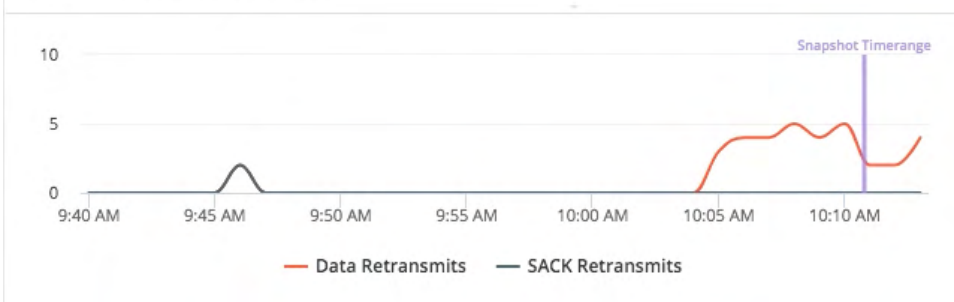 Snapshot Timerange
10
5
0
9:40 AM 9:45 AM 9:50 AM 9:55 AM 10:00 AM 10:05 AM 10:10 AM
Data Retransmits SACK Retransmits